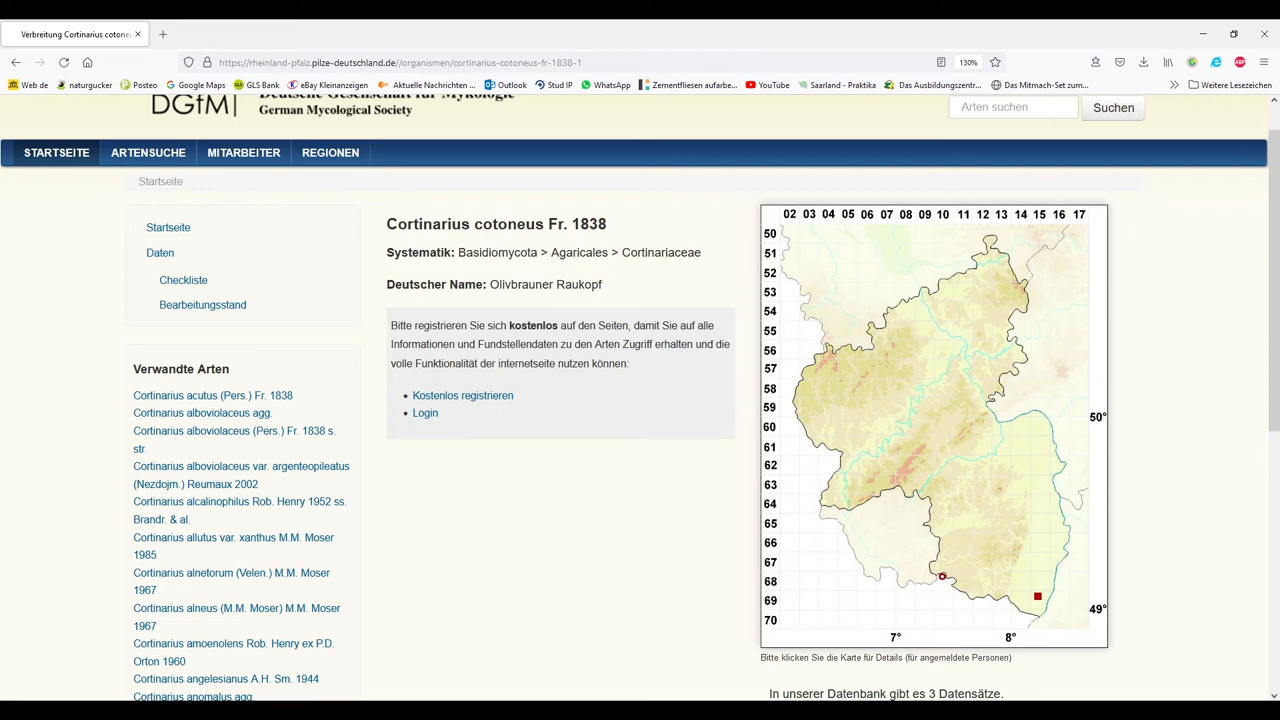 Verbreitung Cortinarius cotoneu
https://rheinland-pfalz.pilze-deutschland.de//organismen/cortinarius-cotoneus-fr-1838-1
130%
Web de
naturgucker
Posteo
Google Maps
GLS Bank
eBay Kleinanzeigen
Aktuelle Nachrichten ...
Outlook
Stud IP
WhatsApp
Zementfliesen aufarbe...
YouTube
Saarland - Praktika
Das Ausbildungszentr...
Das Mitmach-Set zum...
Weitere Lesezeichen
DGfM
Deutsche Gesellschaft für Mykologie
German Mycological Society
Arten suchen
Suchen
STARTSEITE
ARTENSUCHE
MITARBEITER
REGIONEN
Startseite
Startseite
Daten
Checkliste
Bearbeitungsstand
Verwandte Arten
Cortinarius acutus (Pers.) Fr. 1838
Cortinarius alboviolaceus agg.
Cortinarius alboviolaceus (Pers.) Fr. 1838 s.
str.
Cortinarius alboviolaceus var. argenteopileatus
(Nezdojm.) Reumaux 2002
Cortinarius alcalinophilus Rob. Henry 1952 ss.
Brandr. & al.
Cortinarius allutus var. xanthus M.M. Moser
1985
Cortinarius alnetorum (Velen.) M.M. Moser
1967
Cortinarius alneus (M.M. Moser) M.M. Moser
1967
Cortinarius amoenolens Rob. Henry ex P.D.
Orton 1960
Cortinarius angelesianus A.H. Sm. 1944
Cortinarius anomalus agg.
Cortinarius cotoneus Fr. 1838
Systematik: Basidiomycota > Agaricales > Cortinariaceae
Deutscher Name: Olivbrauner Raukopf
Bitte registrieren Sie sich kostenlos auf den Seiten, damit Sie auf alle
Informationen und Fundstellendaten zu den Arten Zugriff erhalten und die
volle Funktionalität der internetseite nutzen können:
Kostenlos registrieren
Login
02 03 04 05 06 07 08 09 10 11 12 13 14 15 16 17
50
51
52
53
54
55
56
57
58
59
60
61
62
63
64
65
66
67
68
69
70
50°
49°
7° 8°
Bitte klicken Sie die Karte für Details (für angemeldete Personen)
In unserer Datenbank gibt es 3 Datensätze.